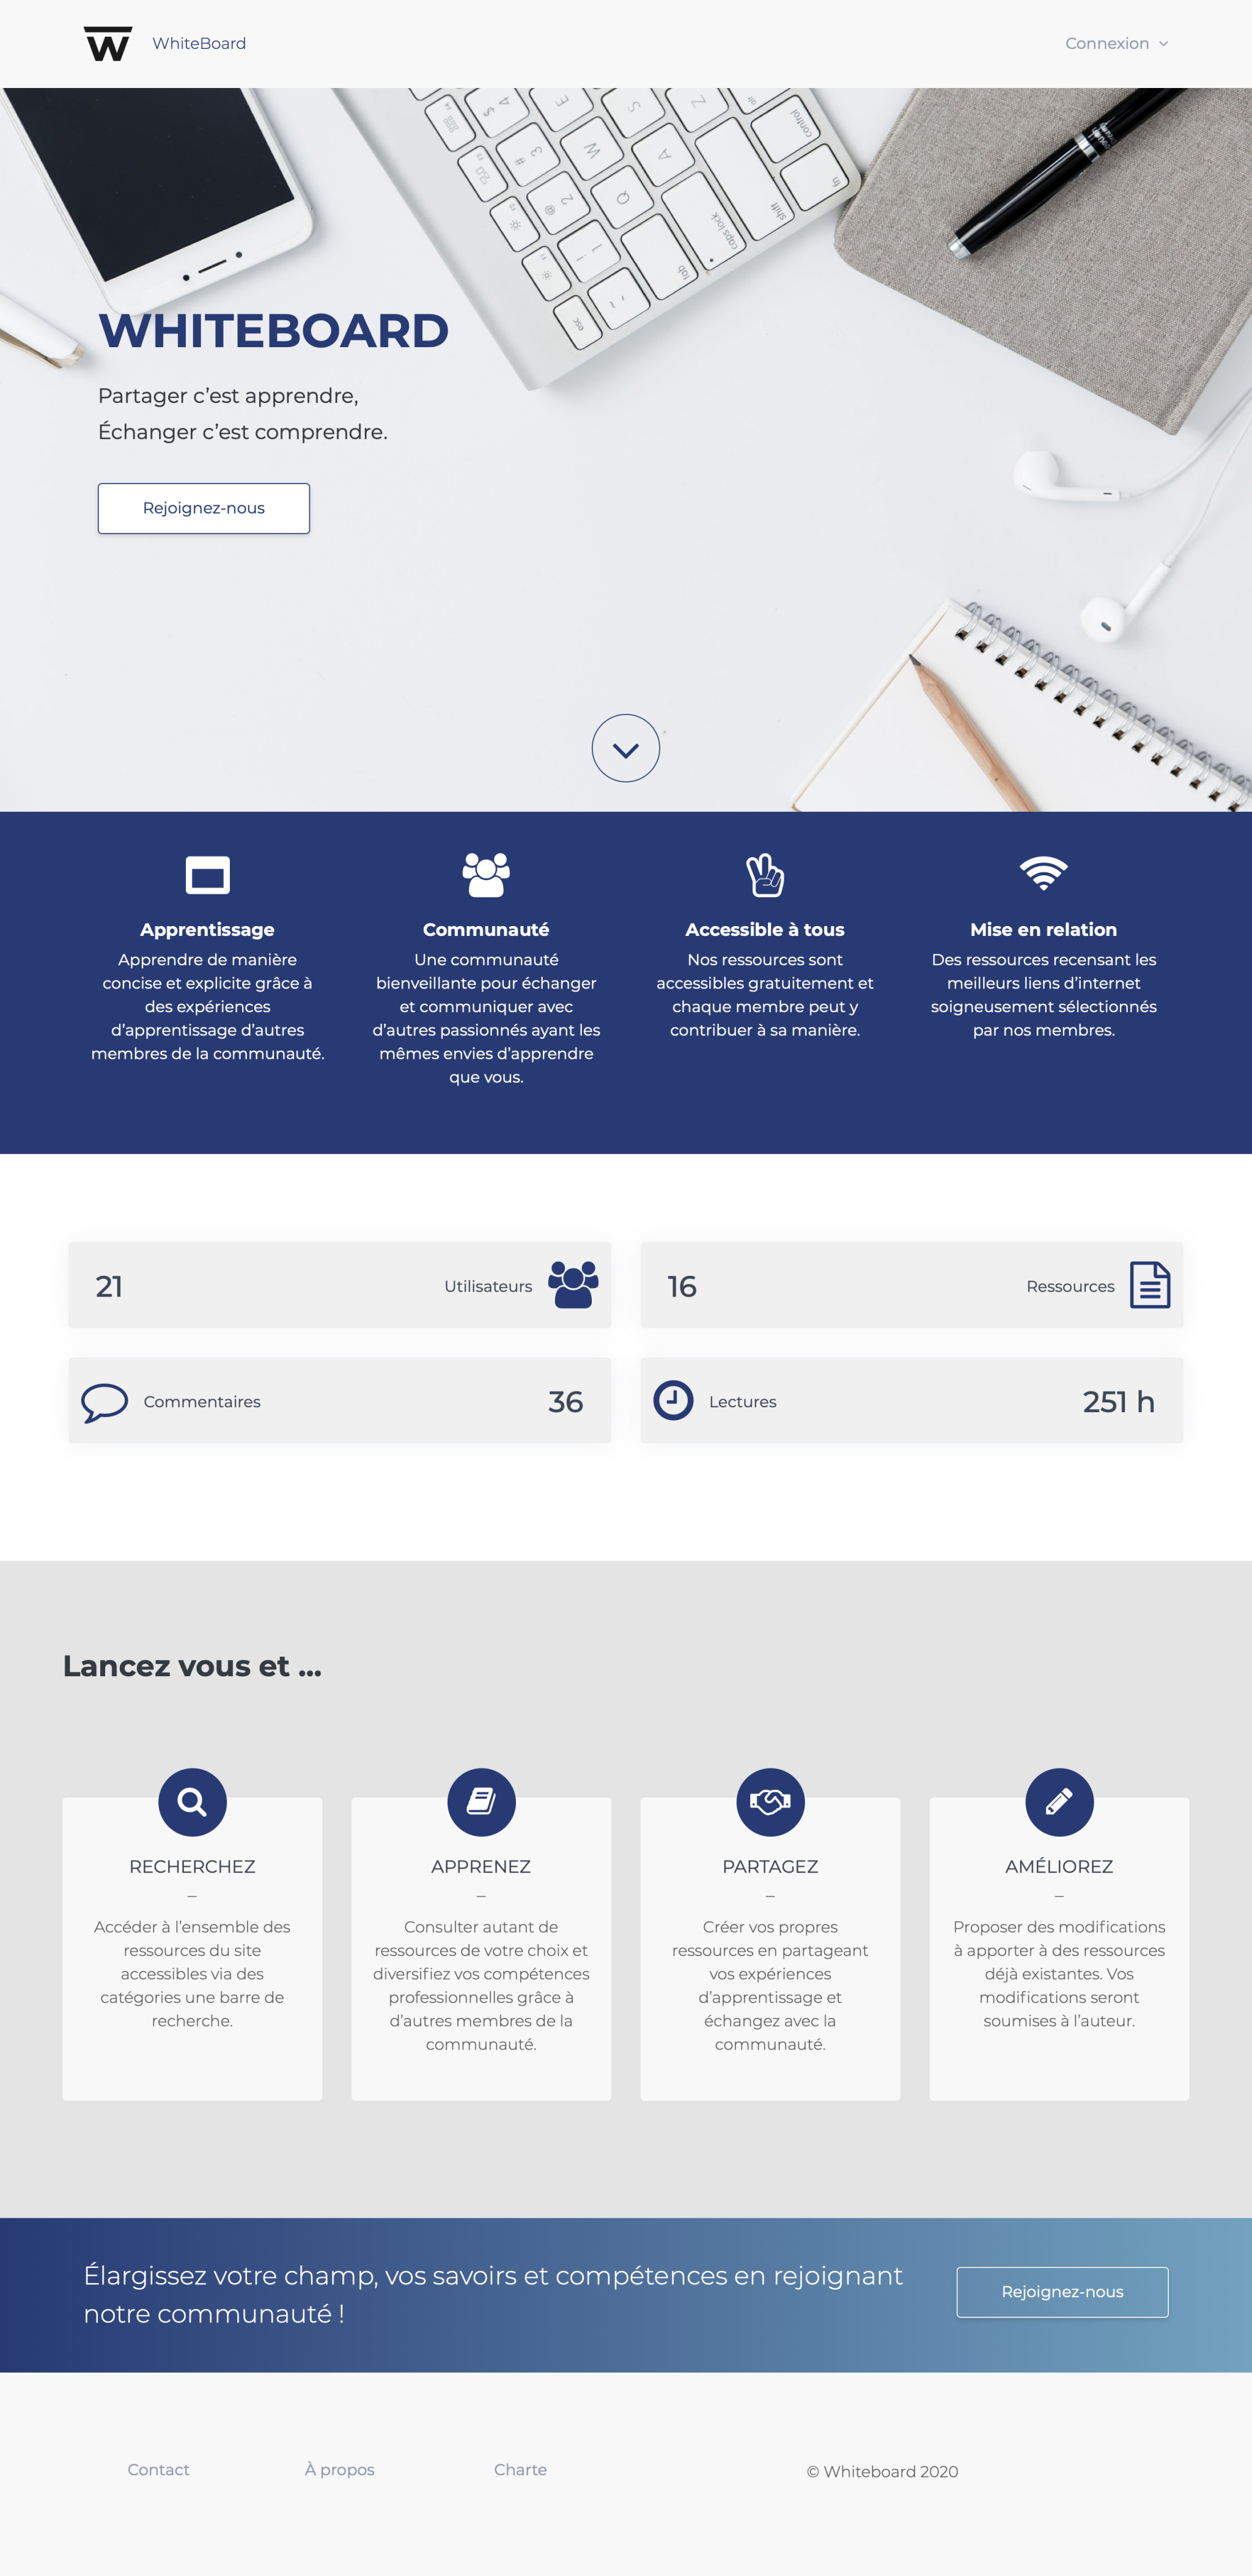 W WhiteBoard
Connexion
WHITEBOARD
Partager c’est apprendre,
Échanger c’est comprendre.
Rejoignez-nous
Apprentissage
Apprendre de manière
concise et explicite grâce à
des expériences
d’apprentissage d’autres
membres de la communauté.
Communauté
Une communauté
bienveillante pour échanger
et communiquer avec
d’autres passionnés ayant les
mêmes envies d’apprendre
que vous.
Accessible à tous
Nos ressources sont
accessibles gratuitement et
chaque membre peut y
contribuer à sa manière.
Mise en relation
Des ressources recensant les
meilleurs liens d’internet
soigneusement sélectionnés
par nos membres.
21 Utilisateurs
16 Ressources
Commentaires 36
Lectures 251 h
Lancez vous et ...
RECHERCHEZ
–
Accéder à l’ensemble des
ressources du site
accessibles via des
catégories une barre de
recherche.
APPRENEZ
–
Consulter autant de
ressources de votre choix et
diversifiez vos compétences
professionnelles grâce à
d’autres membres de la
communauté.
PARTAGEZ
–
Créer vos propres
ressources en partageant
vos expériences
d’apprentissage et
échangez avec la
communauté.
AMÉLIOREZ
–
Proposer des modifications
à apporter à des ressources
déjà existantes. Vos
modifications seront
soumises à l’auteur.
Élargissez votre champ, vos savoirs et compétences en rejoignant
notre communauté !
Rejoignez-nous
Contact
À propos
Charte
© Whiteboard 2020